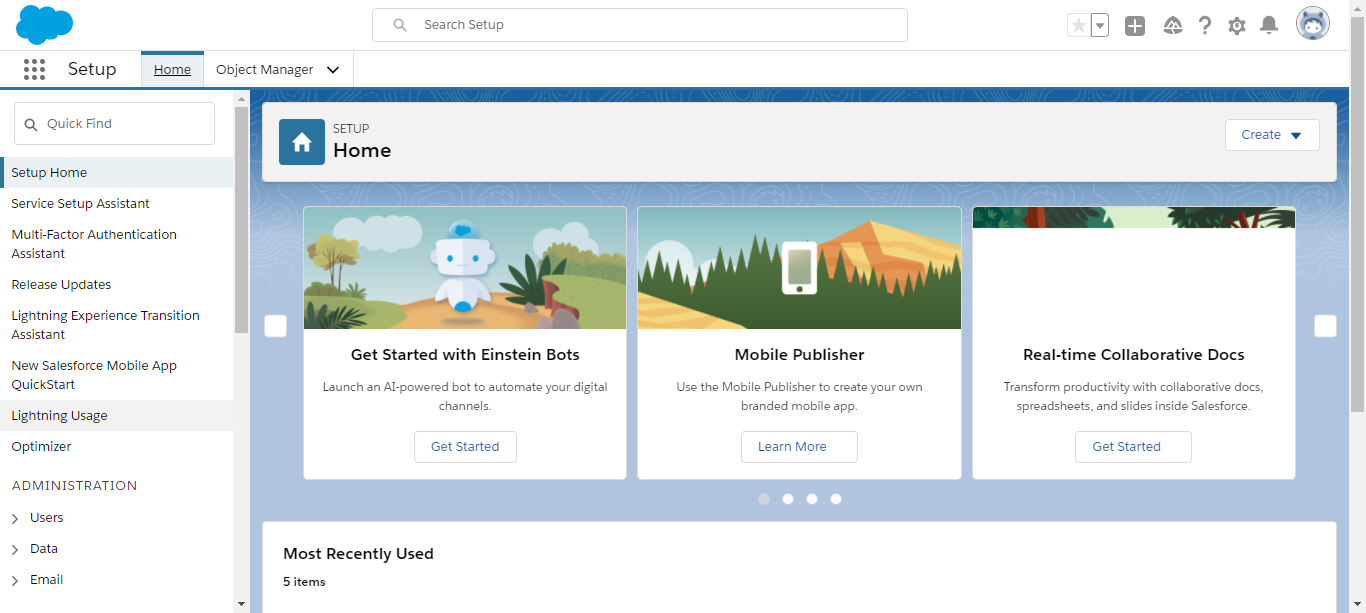 Search Setup
Setup
Home
Object Manager
Quick Find
Setup Home
Service Setup Assistant
Multi-Factor Authentication
Assistant
Release Updates
Lightning Experience Transition
Assistant
New Salesforce Mobile App
QuickStart
Lightning Usage
Optimizer
ADMINISTRATION
Users
Data
Email
SETUP
Home
Create
Get Started with Einstein Bots
Launch an AI-powered bot to automate your digital
channels.
Get Started
Mobile Publisher
Use the Mobile Publisher to create your own
branded mobile app.
Learn More
Real-time Collaborative Docs
Transform productivity with collaborative docs,
spreadsheets, and slides inside Salesforce.
Get Started
Most Recently Used
5 items